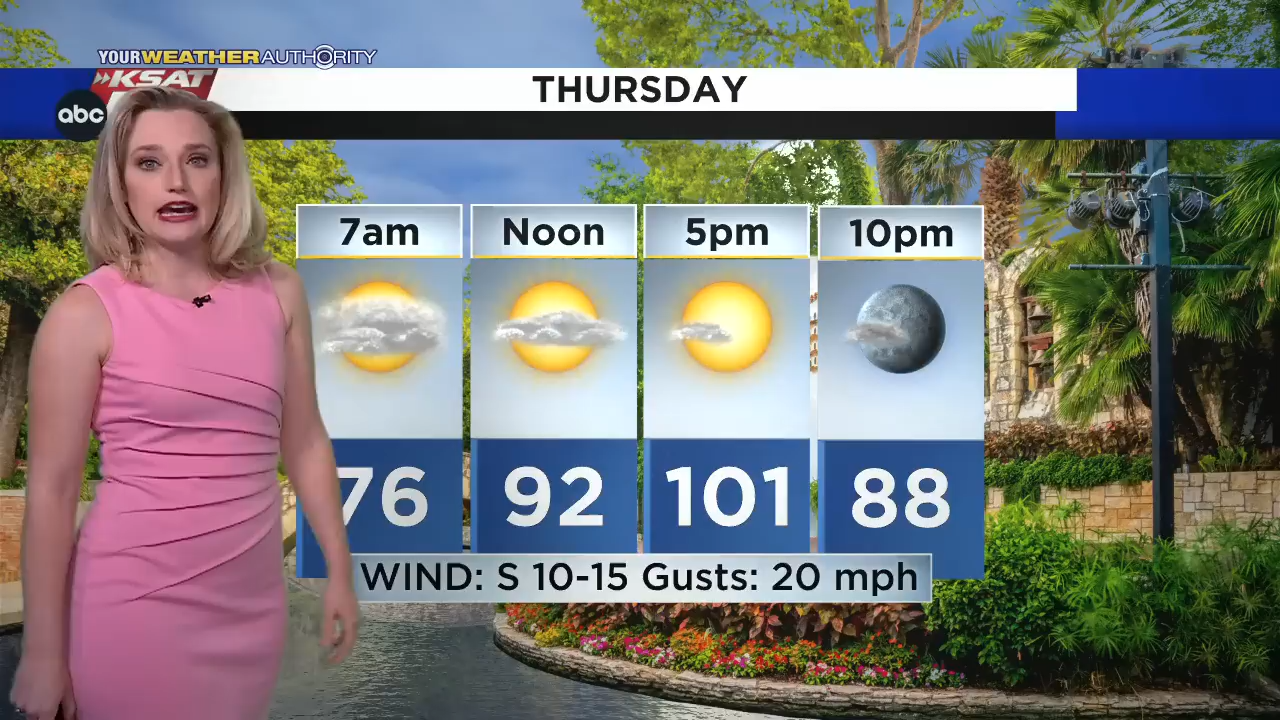 YOURWEATHERAUTHORITY
KSAT
abc
THURSDAY
7am
Noon
5pm
10pm
76
92
101
88
WIND: S 10-15 Gusts: 20 mph